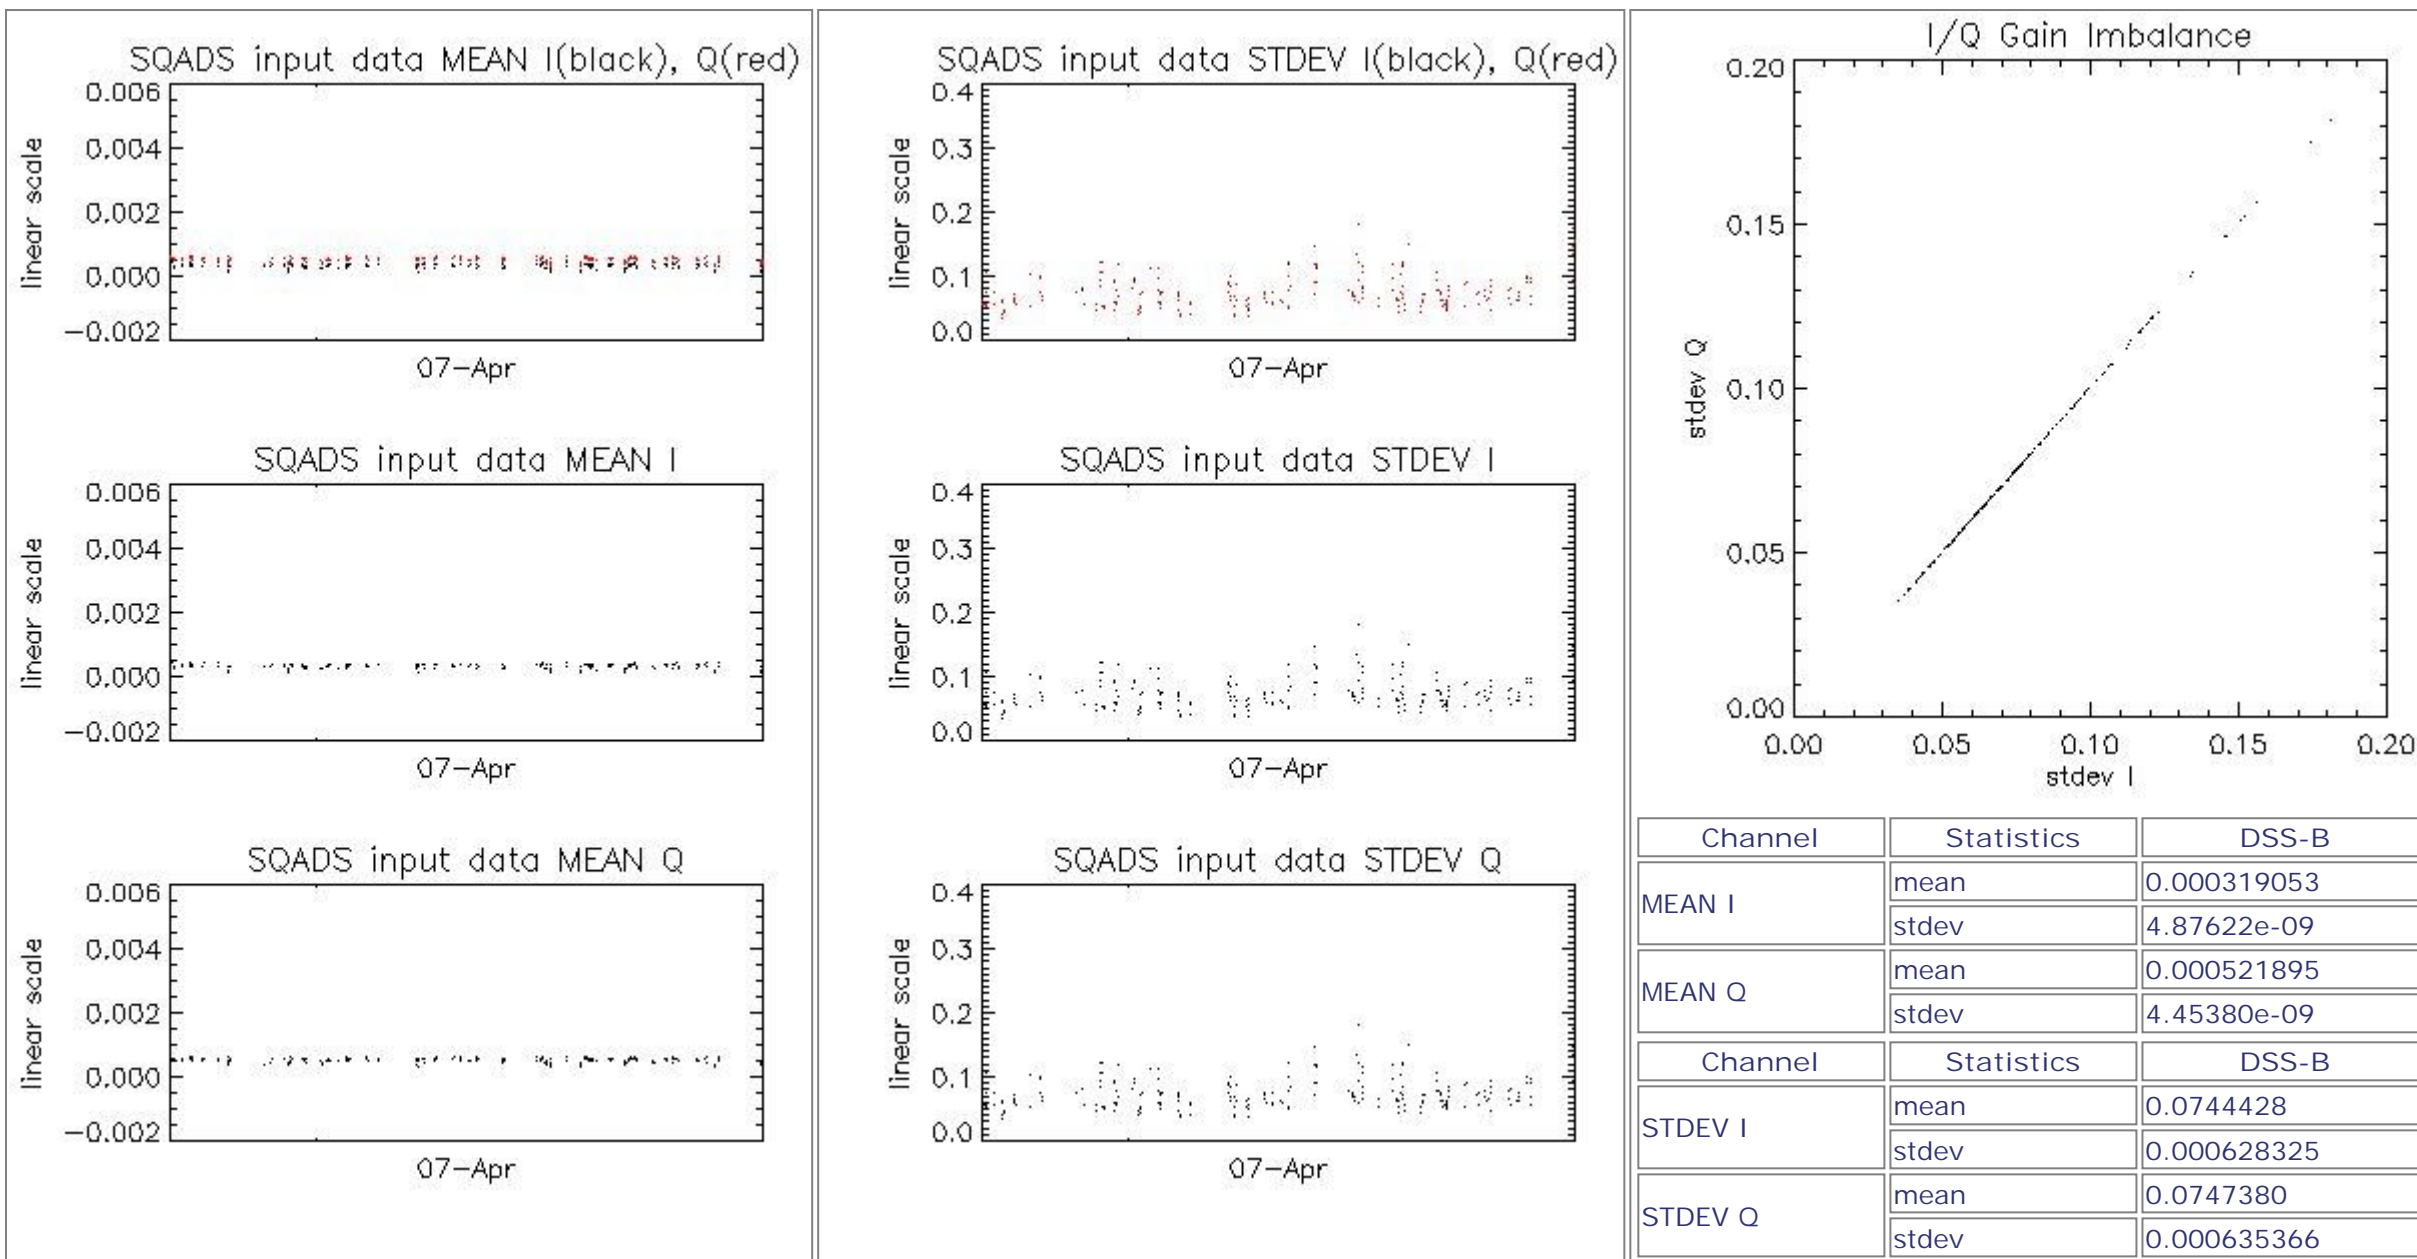 SQADS input data MEAN I(black), Q(red)
0.006
0.004
0.002
0.000
−0.002
linear scale
07−Apr
SQADS input data MEAN I
0.006
0.004
0.002
0.000
−0.002
linear scale
07−Apr
SQADS input data MEAN Q
0.006
0.004
0.002
0.000
−0.002
linear scale
07−Apr
SQADS input data STDEV I(black), Q(red)
0.4
0.3
0.2
0.1
0.0
linear scale
07−Apr
SQADS input data STDEV I
0.4
0.3
0.2
0.1
0.0
linear scale
07−Apr
SQADS input data STDEV Q
0.4
0.3
0.2
0.1
0.0
linear scale
07−Apr
I/Q Gain Imbalance
0.20
0.15
0.10
0.05
0.00
stdev Q
0.00 0.05 0.10 0.15 0.20
stdev I
Channel Statistics DSS-B
MEAN I mean 0.000319053
stdev 4.87622e-09
MEAN Q mean 0.000521895
stdev 4.45380e-09
Channel Statistics DSS-B
STDEV I mean 0.0744428
stdev 0.000628325
STDEV Q mean 0.0747380
stdev 0.000635366